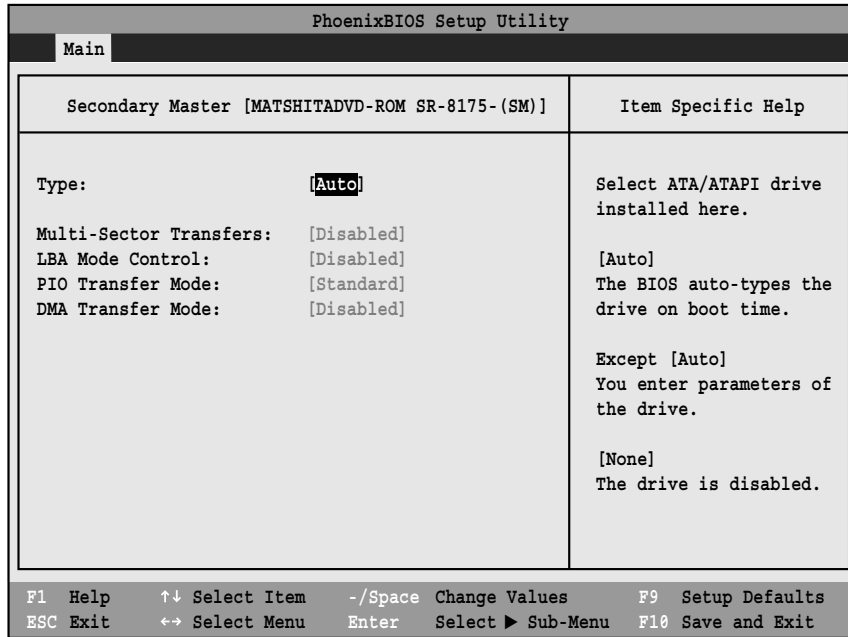 PhoenixBIOS Setup Utility
Main
Secondary Master [MATSHITADVD-ROM SR-8175-(SM)]
Type: [Auto]
Multi-Sector Transfers: [Disabled]
LBA Mode Control: [Disabled]
PIO Transfer Mode: [Standard]
DMA Transfer Mode: [Disabled]
Item Specific Help
Select ATA/ATAPI drive
installed here.
[Auto]
The BIOS auto-types the
drive on boot time.
Except [Auto]
You enter parameters of
the drive.
[None]
The drive is disabled.
F1 Help ↑↓ Select Item -/Space Change Values F9 Setup Defaults
ESC Exit ←→ Select Menu Enter Select ▶ Sub-Menu F10 Save and Exit